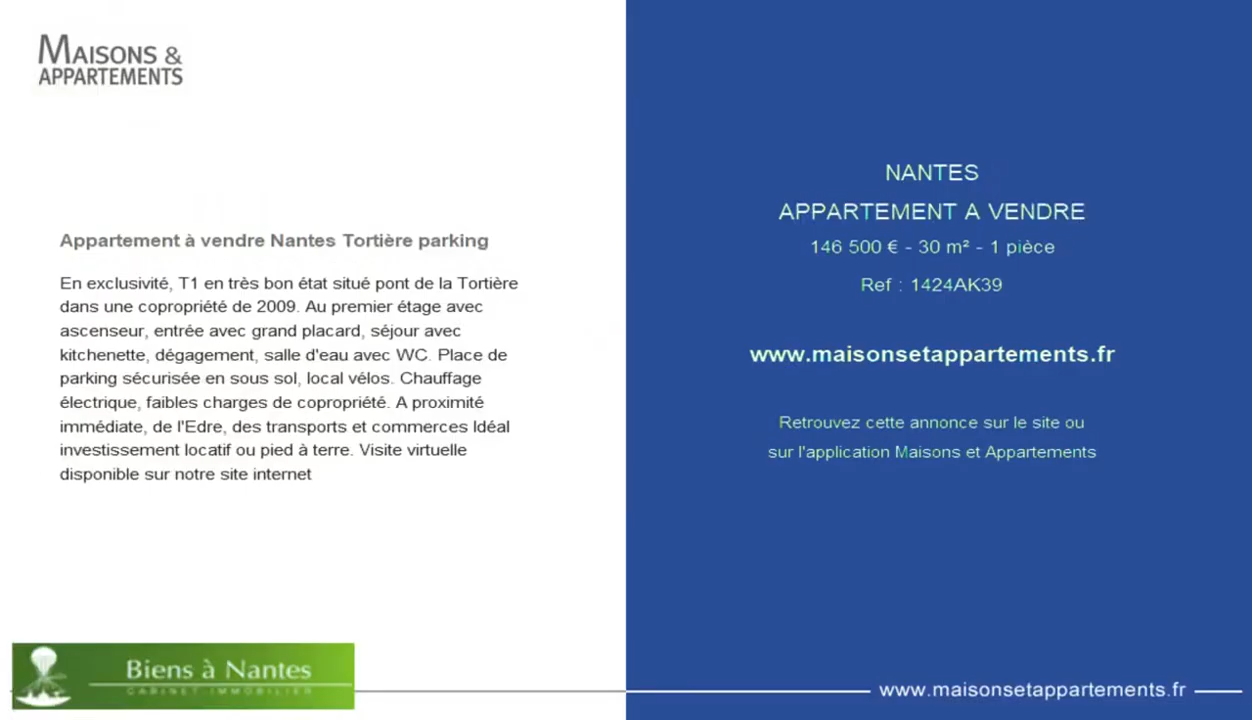 MAISONS &
APPARTEMENTS
Appartement à vendre Nantes Tortière parking
En exclusivité, T1 en très bon état situé pont de la Tortière
dans une copropriété de 2009. Au premier étage avec
ascenseur, entrée avec grand placard, séjour avec
kitchenette, dégagement, salle d'eau avec WC. Place de
parking sécurisée en sous sol, local vélos. Chauffage
électrique, faibles charges de copropriété. A proximité
immédiate, de l'Edre, des transports et commerces Idéal
investissement locatif ou pied à terre. Visite virtuelle
disponible sur notre site internet
Biens à Nantes
CABINET IMMOBILIER
NANTES
APPARTEMENT A VENDRE
146 500 € - 30 m² - 1 pièce
Ref : 1424AK39
www.maisonsetappartements.fr
Retrouvez cette annonce sur le site ou
sur l'application Maisons et Appartements
www.maisonsetappartements.fr